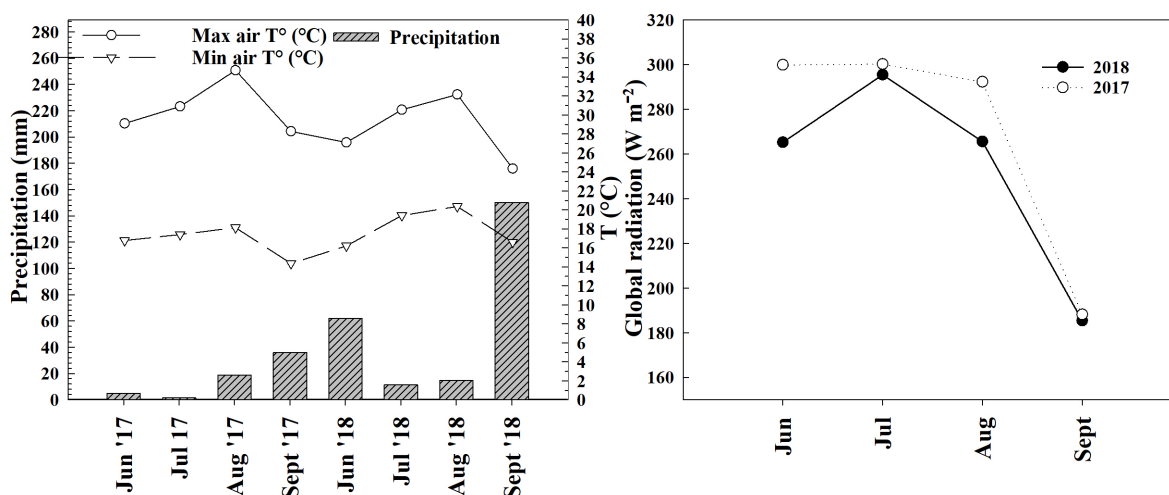 Max air T° (°C)
Precipitation
Min air T° (°C)
Precipitation (mm)
280
260
240
220
200
180
160
140
120
100
80
60
40
20
0
40
38
36
34
32
30
28
26
24
22
20
18
16
14
12
10
8
6
4
2
0
T (°C)
Jun '17
Jul 17
Aug '17
Sept '17
Jun '18
Jul '18
Aug '18
Sept '18
Global radiation (W m⁻²)
320
300
280
260
240
220
200
180
160
2018
2017
Jun
Jul
Aug
Sept